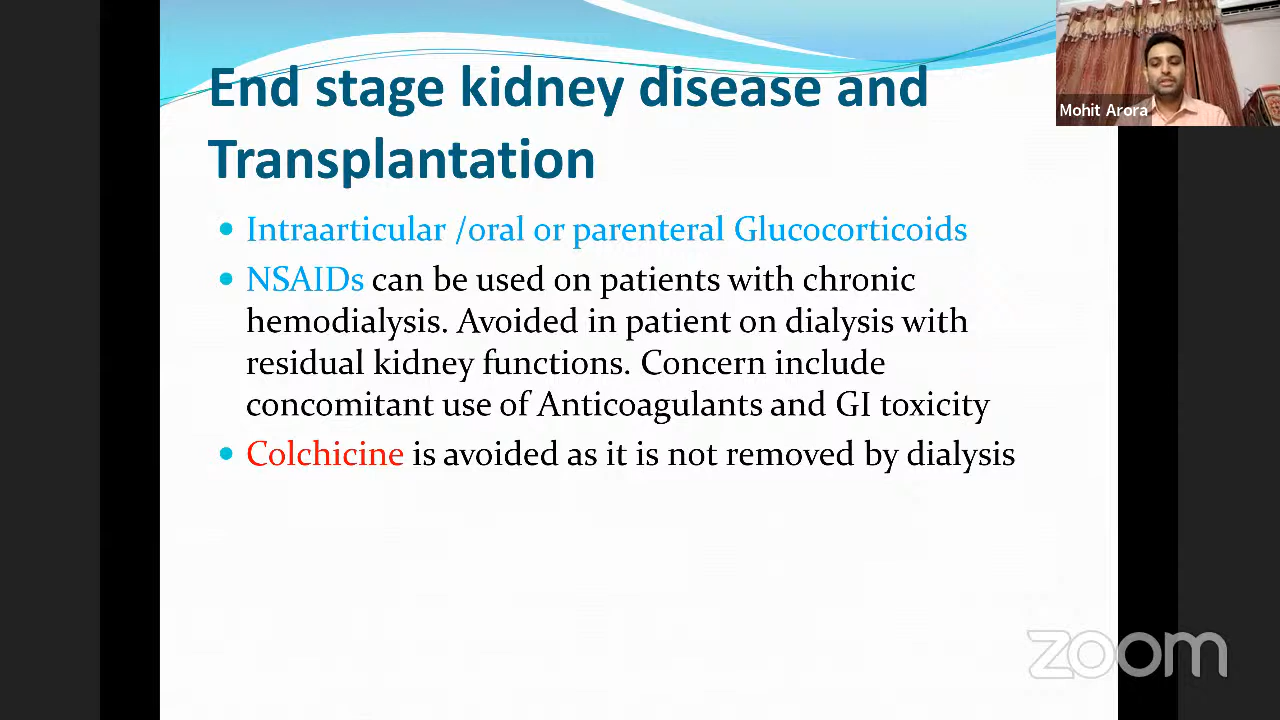 End stage kidney disease and
Transplantation
Mohit Arora
• Intraarticular /oral or parenteral Glucocorticoids
• NSAIDs can be used on patients with chronic
hemodialysis. Avoided in patient on dialysis with
residual kidney functions. Concern include
concomitant use of Anticoagulants and GI toxicity
• Colchicine is avoided as it is not removed by dialysis
zoom